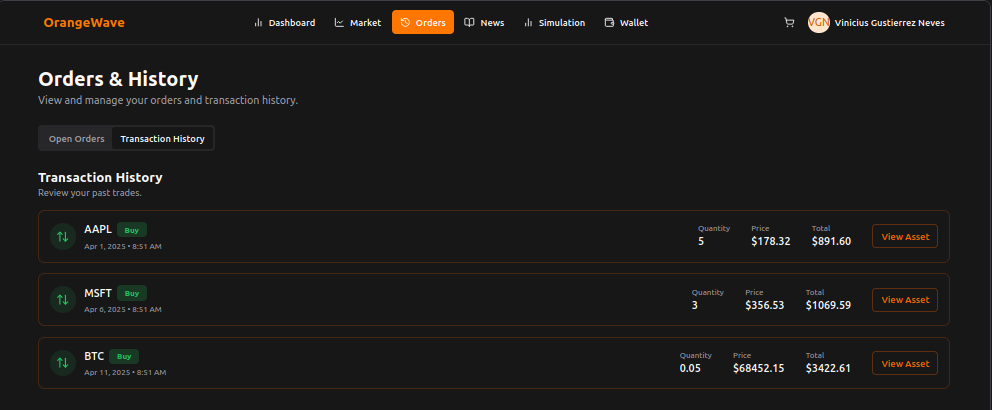 OrangeWave Dashboard Market Orders News Simulation Wallet VGN Vinicius Gustierrez Neves
Orders & History
View and manage your orders and transaction history.
Open Orders Transaction History
Transaction History
Review your past trades.
AAPL Buy
Apr 1, 2025 • 8:51 AM
Quantity Price Total
5 $178.32 $891.60
View Asset
MSFT Buy
Apr 6, 2025 • 8:51 AM
Quantity Price Total
3 $356.53 $1069.59
View Asset
BTC Buy
Apr 11, 2025 • 8:51 AM
Quantity Price Total
0.05 $68452.15 $3422.61
View Asset